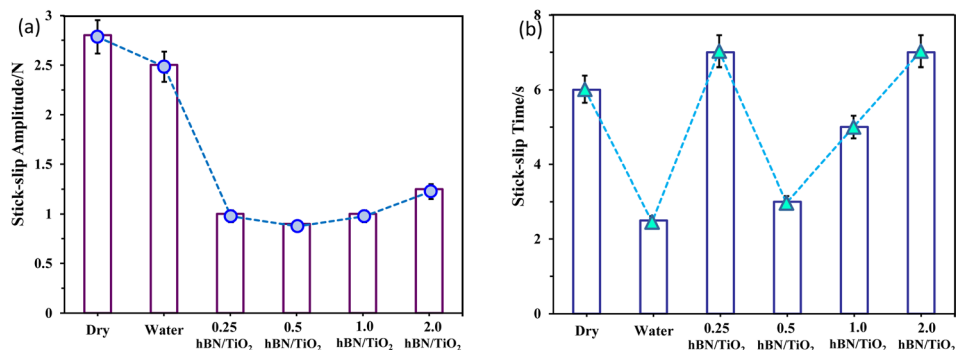 (a)
Stick-slip Amplitude/N
3
2.5
2
1.5
1
0.5
0
Dry
Water
0.25
hBN/TiO₂
0.5
hBN/TiO₂
1.0
hBN/TiO₂
2.0
hBN/TiO₂
(b)
Stick-slip Time/s
8
6
4
2
0
Dry
Water
0.25
hBN/TiO₂
0.5
hBN/TiO₂
1.0
hBN/TiO₂
2.0
hBN/TiO₂